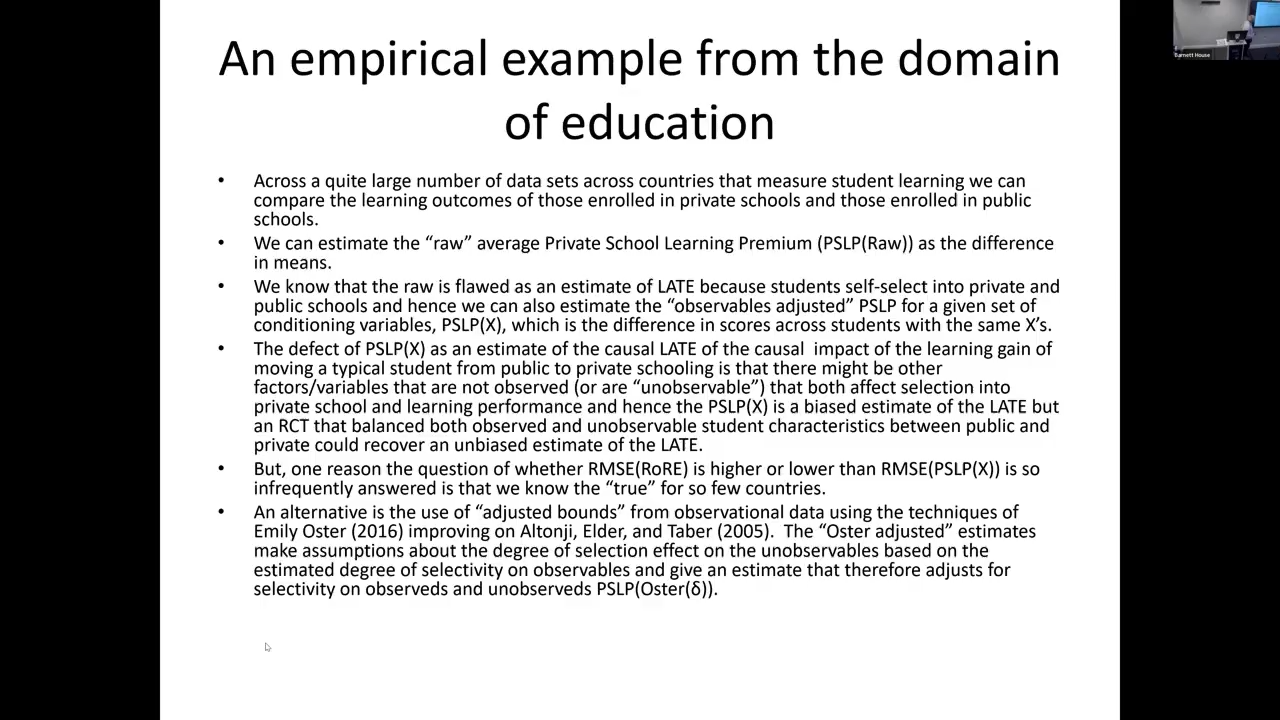 An empirical example from the domain
of education
• Across a quite large number of data sets across countries that measure student learning we can
compare the learning outcomes of those enrolled in private schools and those enrolled in public
schools.
• We can estimate the “raw” average Private School Learning Premium (PSLP(Raw)) as the difference
in means.
• We know that the raw is flawed as an estimate of LATE because students self-select into private and
public schools and hence we can also estimate the “observables adjusted” PSLP for a given set of
conditioning variables, PSLP(X), which is the difference in scores across students with the same X’s.
• The defect of PSLP(X) as an estimate of the causal LATE of the causal  impact of the learning gain of
moving a typical student from public to private schooling is that there might be other
factors/variables that are not observed (or are “unobservable”) that both affect selection into
private school and learning performance and hence the PSLP(X) is a biased estimate of the LATE but
an RCT that balanced both observed and unobservable student characteristics between public and
private could recover an unbiased estimate of the LATE.
• But, one reason the question of whether RMSE(RoRE) is higher or lower than RMSE(PSLP(X)) is so
infrequently answered is that we know the “true” for so few countries.
• An alternative is the use of “adjusted bounds” from observational data using the techniques of
Emily Oster (2016) improving on Altonji, Elder, and Taber (2005).  The “Oster adjusted” estimates
make assumptions about the degree of selection effect on the unobservables based on the
estimated degree of selectivity on observables and give an estimate that therefore adjusts for
selectivity on observeds and unobserveds PSLP(Oster(δ)).
Barnett House